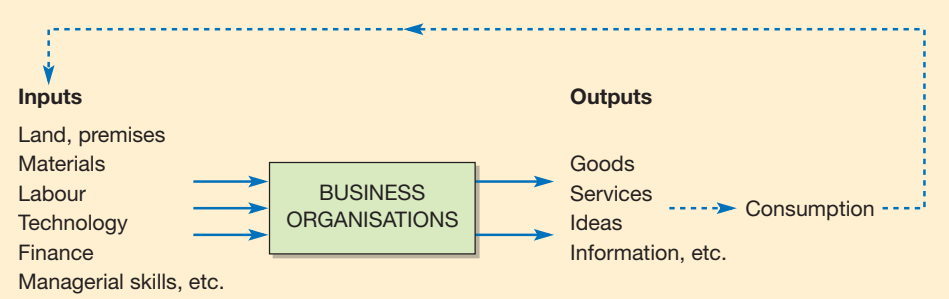 Inputs
Land, premises
Materials
Labour
Technology
Finance
Managerial skills, etc.
BUSINESS
ORGANISATIONS
Outputs
Goods
Services
Ideas
Information, etc.
Consumption